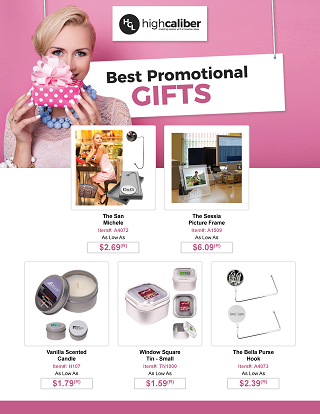 HCL highcaliber
Best Promotional
GIFTS
The San
Michele
Item#: A4072
As Low As
$2.69(R)
The Sessia
Picture Frame
Item#: A1509
As Low As
$6.09(R)
Vanilla Scented
Candle
Item#: H107
As Low As
$1.79(R)
Window Square
Tin - Small
Item#: TN1000
As Low As
$1.59(R)
The Bella Purse
Hook
Item#: A4073
As Low As
$2.39(R)